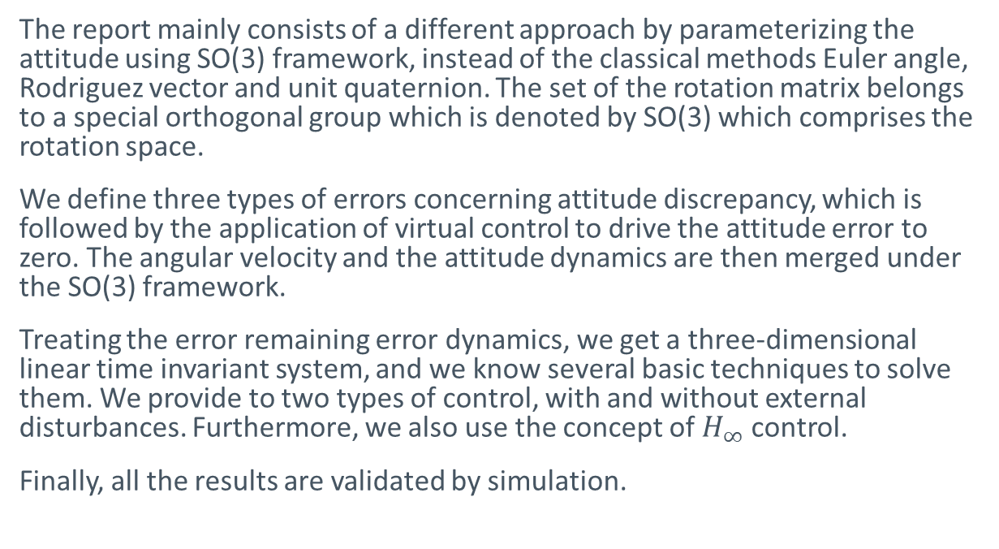 The report mainly consists of a different approach by parameterizing the
attitude using SO(3) framework, instead of the classical methods Euler angle,
Rodriguez vector and unit quaternion. The set of the rotation matrix belongs
to a special orthogonal group which is denoted by SO(3) which comprises the
rotation space.
We define three types of errors concerning attitude discrepancy, which is
followed by the application of virtual control to drive the attitude error to
zero. The angular velocity and the attitude dynamics are then merged under
the SO(3) framework.
Treating the error remaining error dynamics, we get a three-dimensional
linear time invariant system, and we know several basic techniques to solve
them. We provide to two types of control, with and without external
disturbances. Furthermore, we also use the concept of H∞ control.
Finally, all the results are validated by simulation.